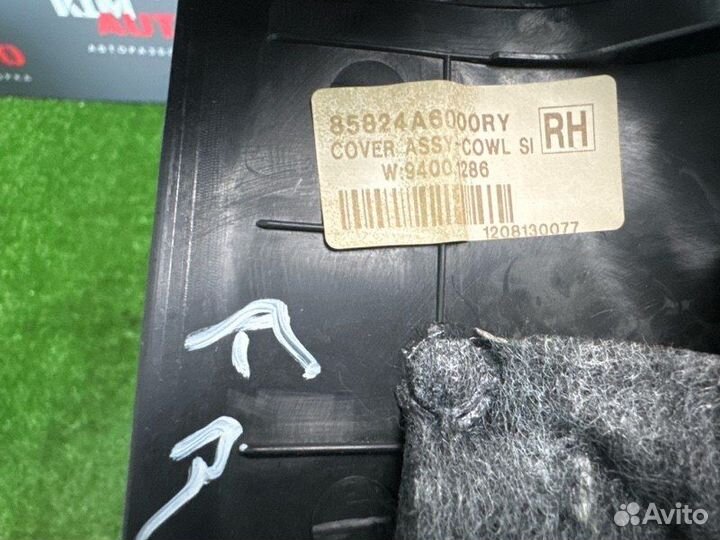 85824A6000RY
COVER ASSY-COWL SI
RH
W:94001286
1208130077
Avito